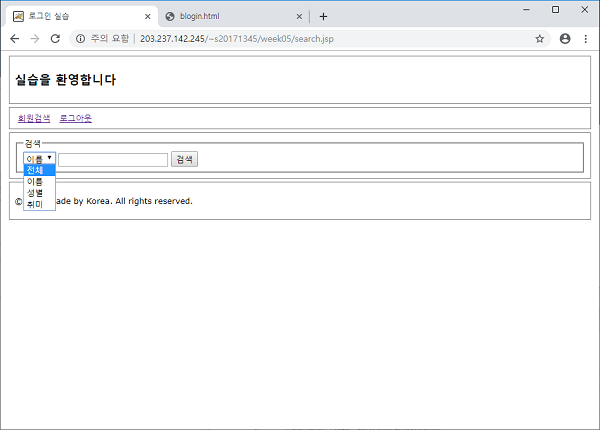 로그인 실습
blogin.html
주의 요함 | 203.237.142.245/~s20171345/week05/search.jsp
실습을 환영합니다
회원검색 로그아웃
검색
이름 검색
전체
이름
성별
취미
© ade by Korea. All rights reserved.